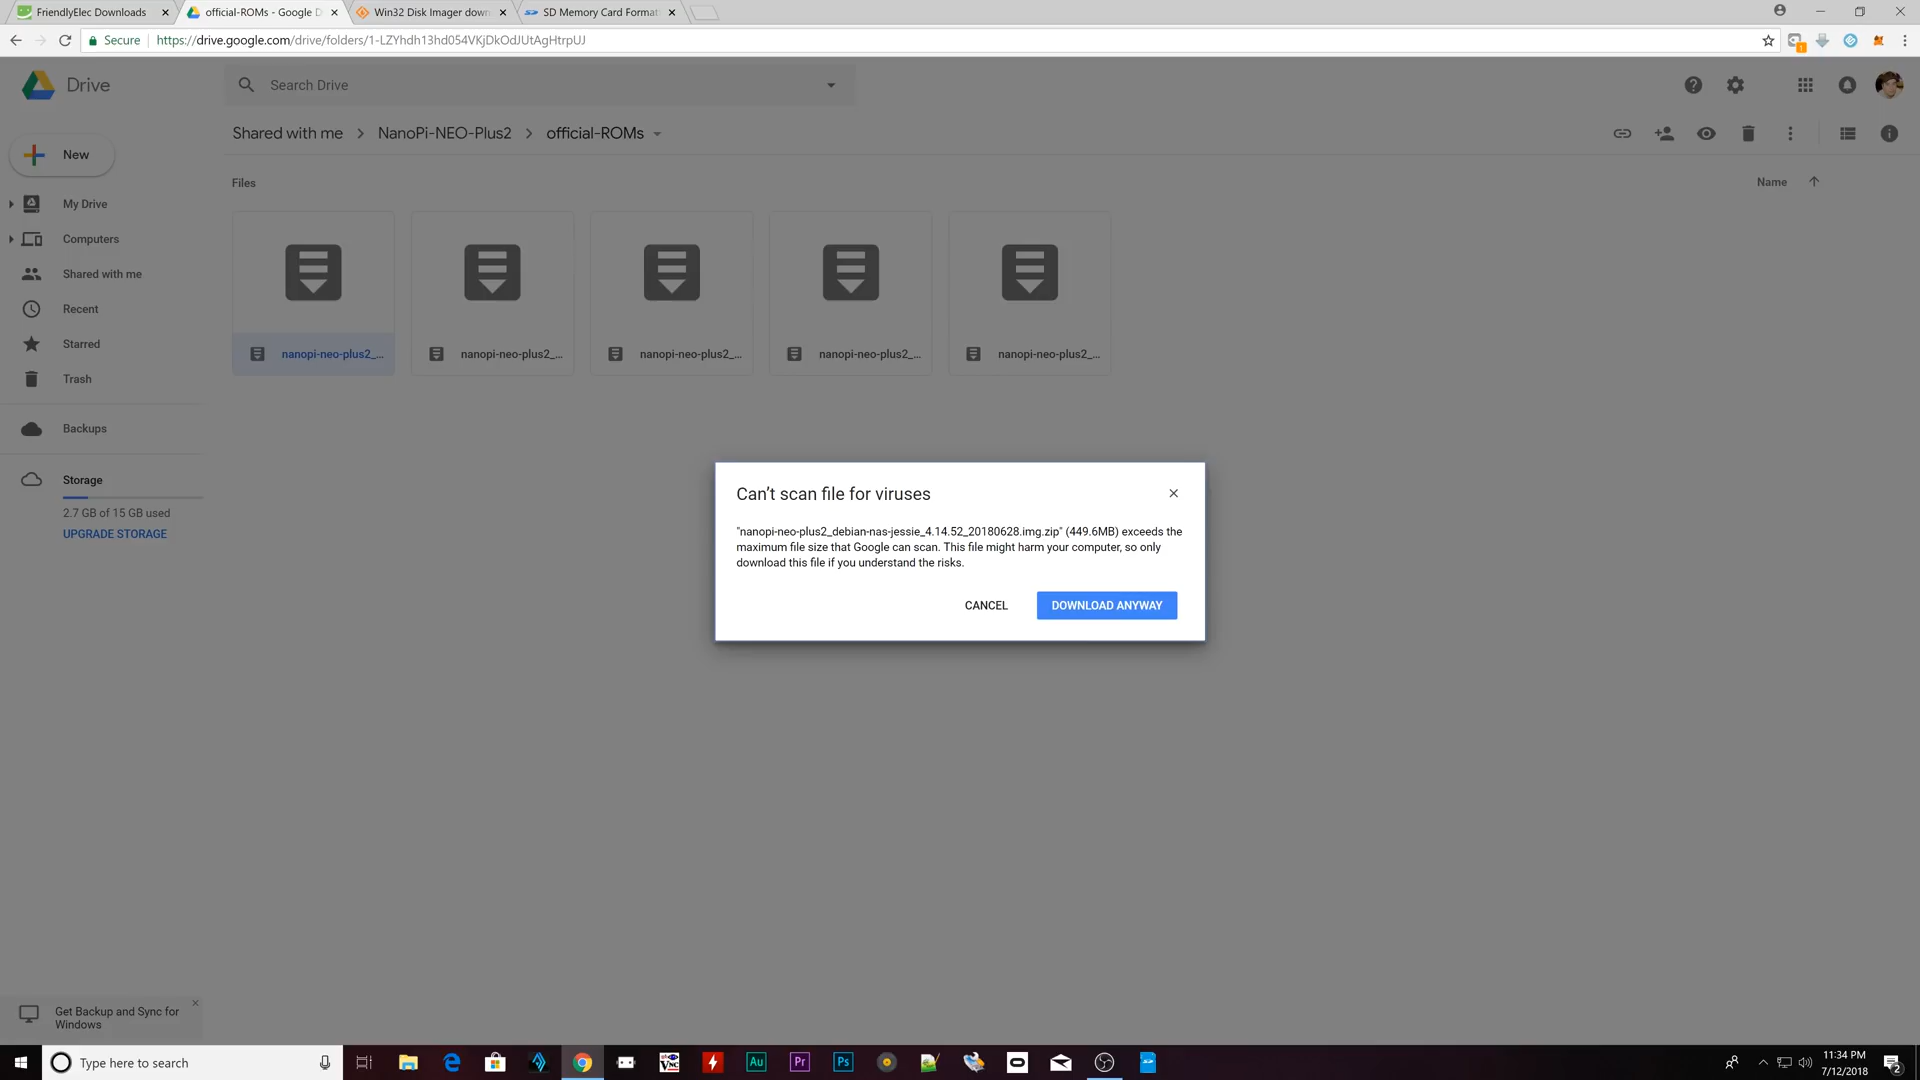 FriendlyElec Downloads
official-ROMs - Google D
Win32 Disk Imager down
SD Memory Card Format
Secure
https://drive.google.com/drive/folders/1-LZYhdh13hd054VKjDkOdJUtAgHtrpUJ
1
Drive
Search Drive
Shared with me
NanoPi-NEO-Plus2
official-ROMs
New
Files
Name
My Drive
Computers
Shared with me
Recent
Starred
Trash
Backups
Storage
2.7 GB of 15 GB used
UPGRADE STORAGE
nanopi-neo-plus2_...
nanopi-neo-plus2_...
nanopi-neo-plus2_...
nanopi-neo-plus2_...
nanopi-neo-plus2_...
Can't scan file for viruses
"nanopi-neo-plus2_debian-nas-jessie_4.14.52_20180628.img.zip" (449.6MB) exceeds the
maximum file size that Google can scan. This file might harm your computer, so only
download this file if you understand the risks.
CANCEL
DOWNLOAD ANYWAY
Get Backup and Sync for
Windows
Type here to search
Au
Pr
Ps
11:34 PM
7/12/2018
2